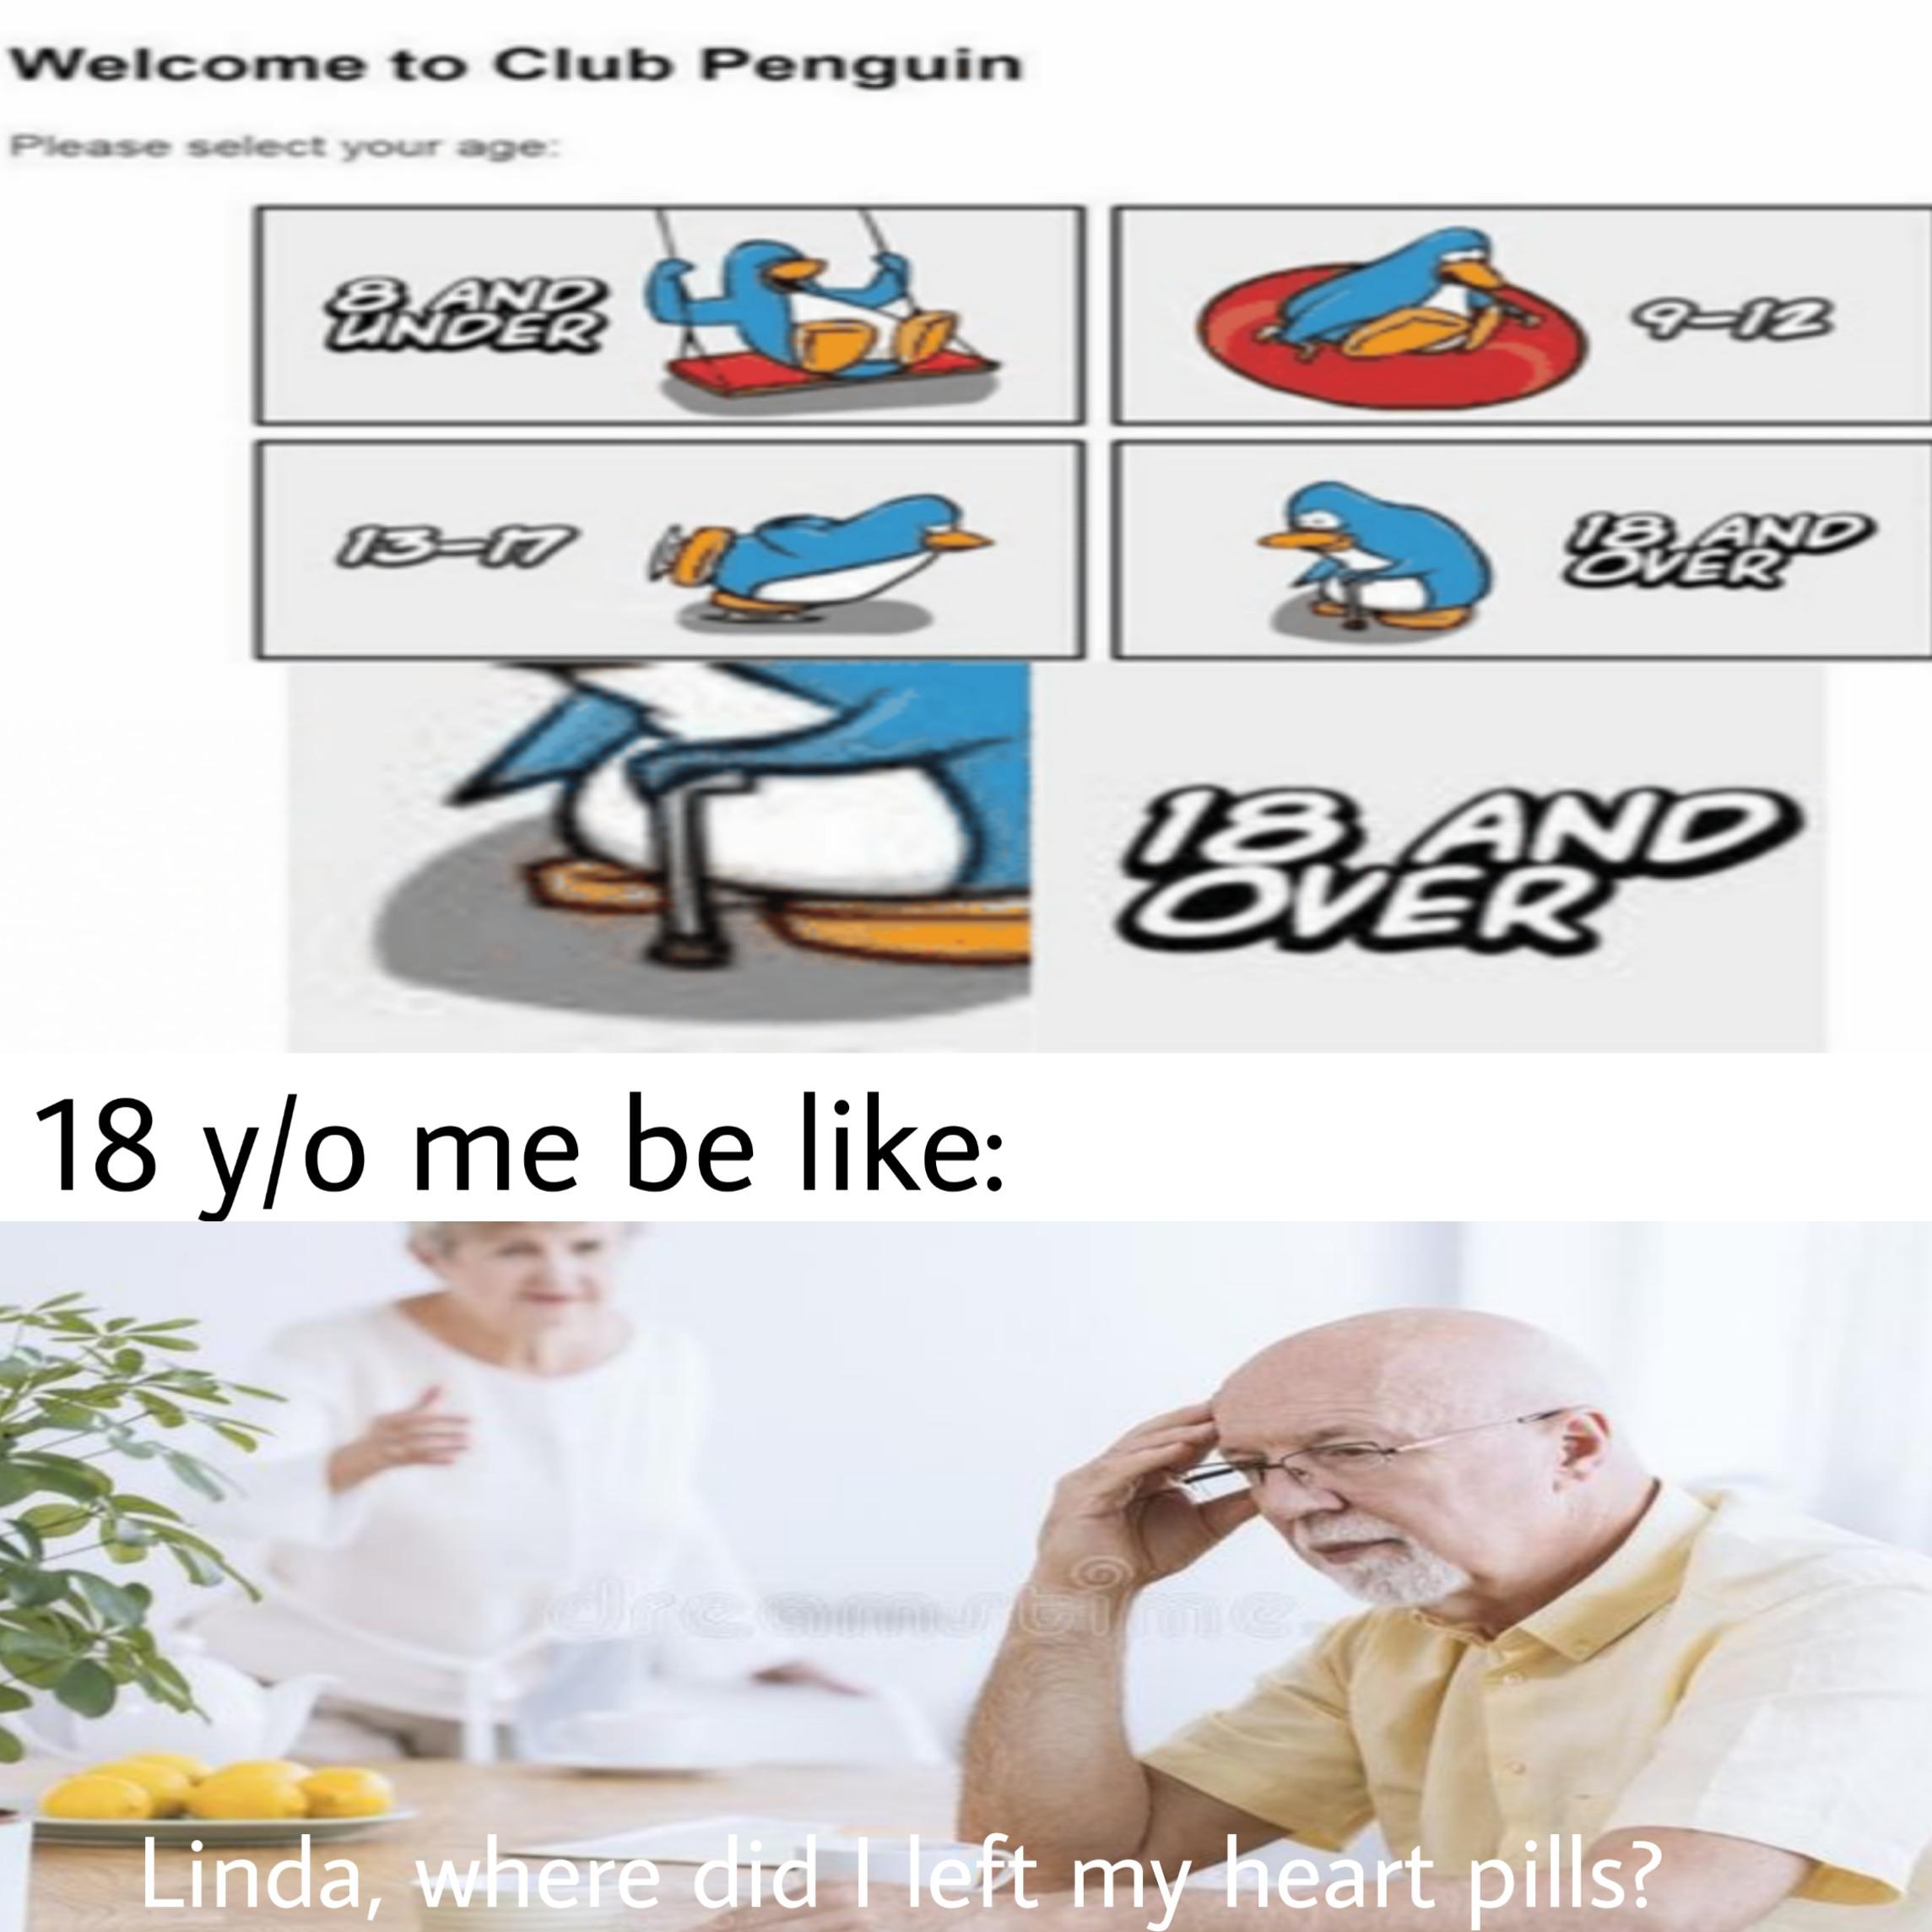 Welcome to Club Penguin
Please select your age:
8 AND
UNDER
9-12
13-17
18 AND
OVER
18 AND
OVER
18 y/o me be like:
dreamstime.
Linda, where did I left my heart pills?